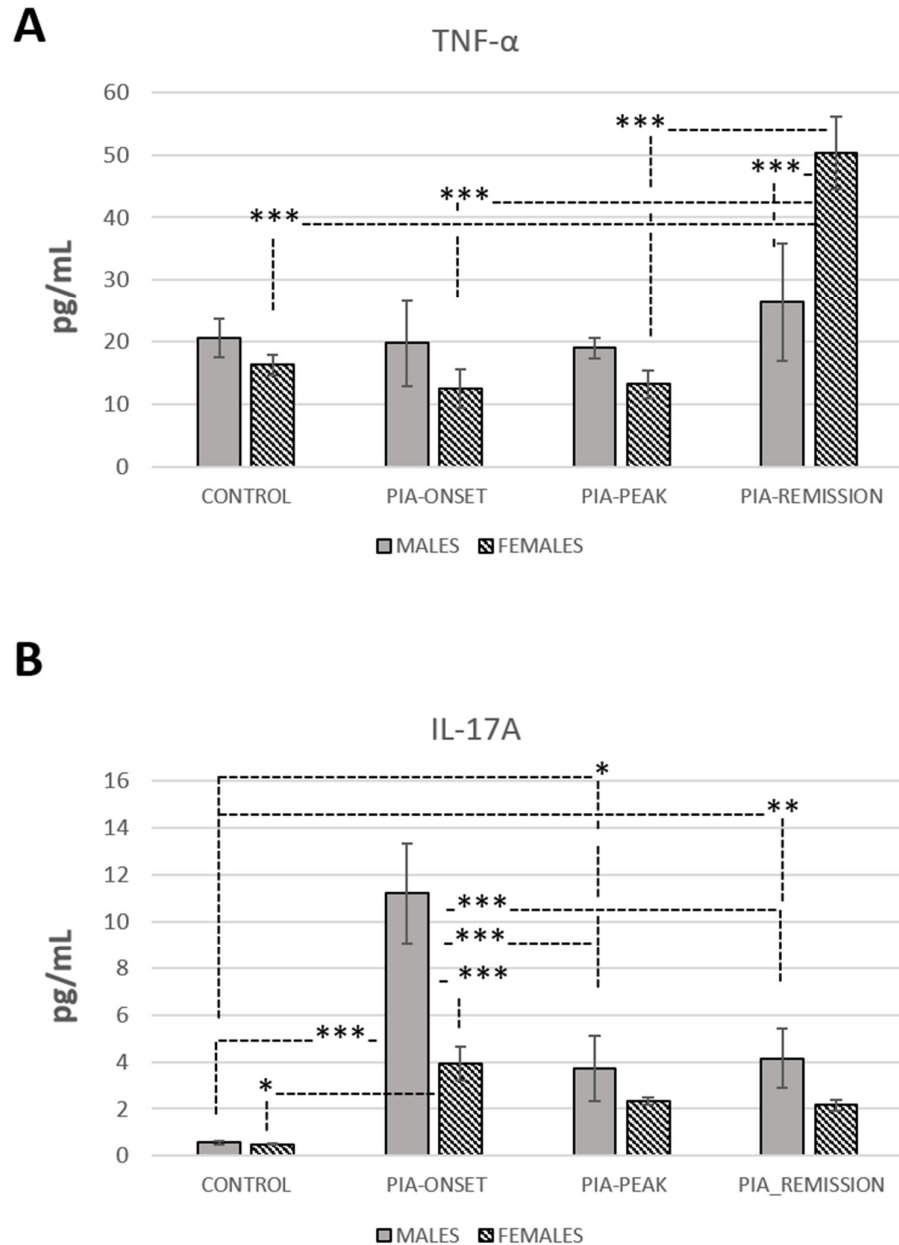 A
TNF-α
60
***
50
***
***
40
***
30
20
10
0
pg/mL
CONTROL PIA-ONSET PIA-PEAK PIA-REMISSION
MALES FEMALES
B
IL-17A
16
*
**
14
12
***
10
***
***
8
6
***
4
*
2
0
pg/mL
CONTROL PIA-ONSET PIA-PEAK PIA_REMISSION
MALES FEMALES